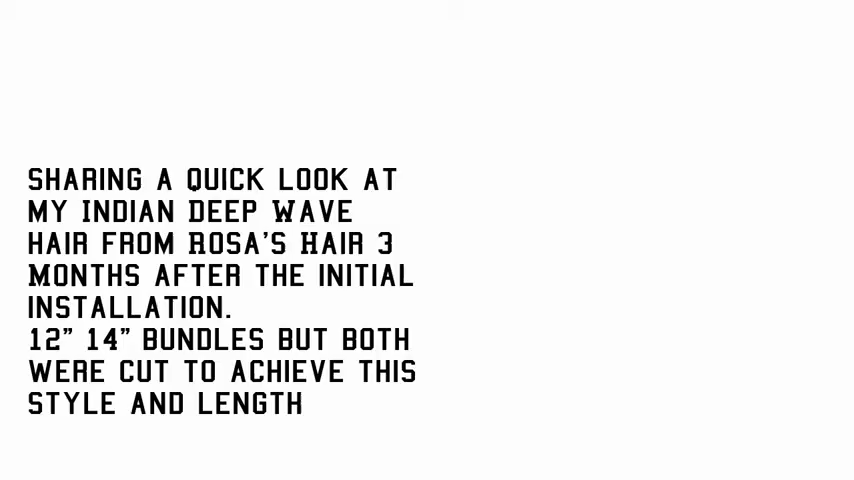 SHARING A QUICK LOOK AT
MY INDIAN DEEP WAVE
HAIR FROM ROSA'S HAIR 3
MONTHS AFTER THE INITIAL
INSTALLATION.
12" 14" BUNDLES BUT BOTH
WERE CUT TO ACHIEVE THIS
STYLE AND LENGTH